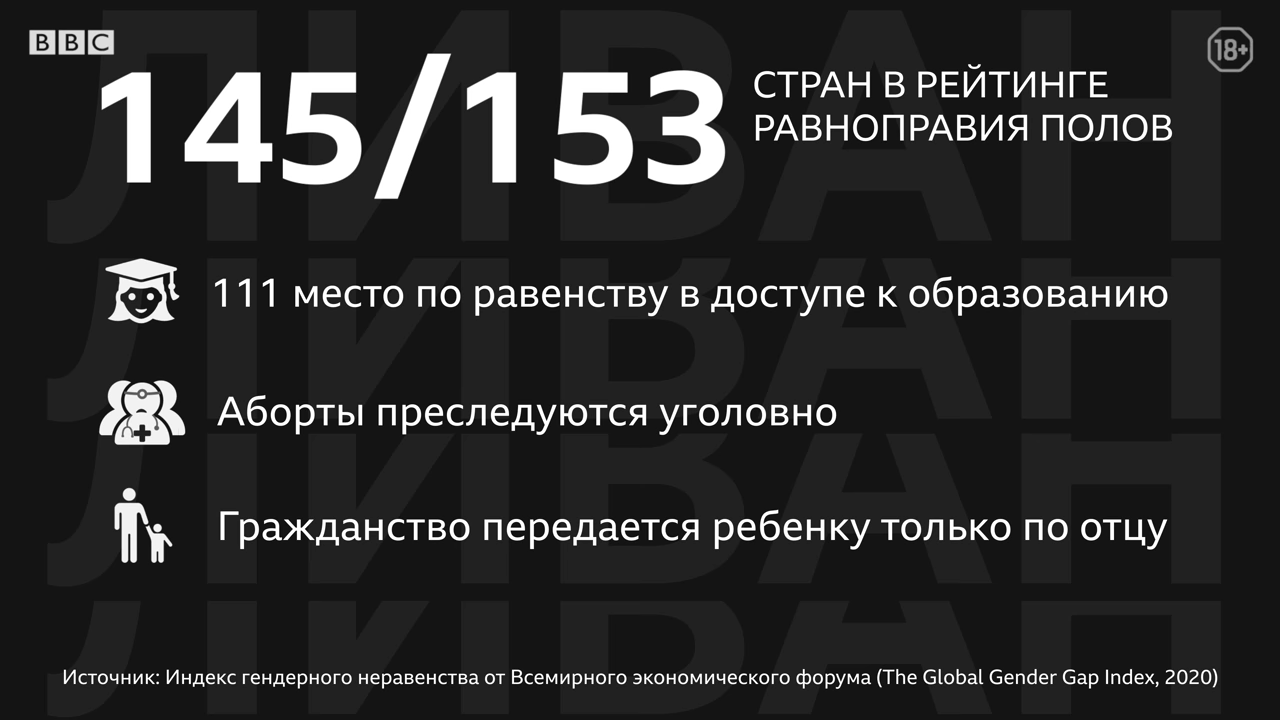 BBC
18+
145/153
СТРАН В РЕЙТИНГЕ
РАВНОПРАВИЯ ПОЛОВ
111 место по равенству в доступе к образованию
Аборты преследуются уголовно
Гражданство передается ребенку только по отцу
Источник: Индекс гендерного неравенства от Всемирного экономического форума (The Global Gender Gap Index, 2020)
ЛИВАН
ЛИВАН
ЛИВАН
ЛИВАН